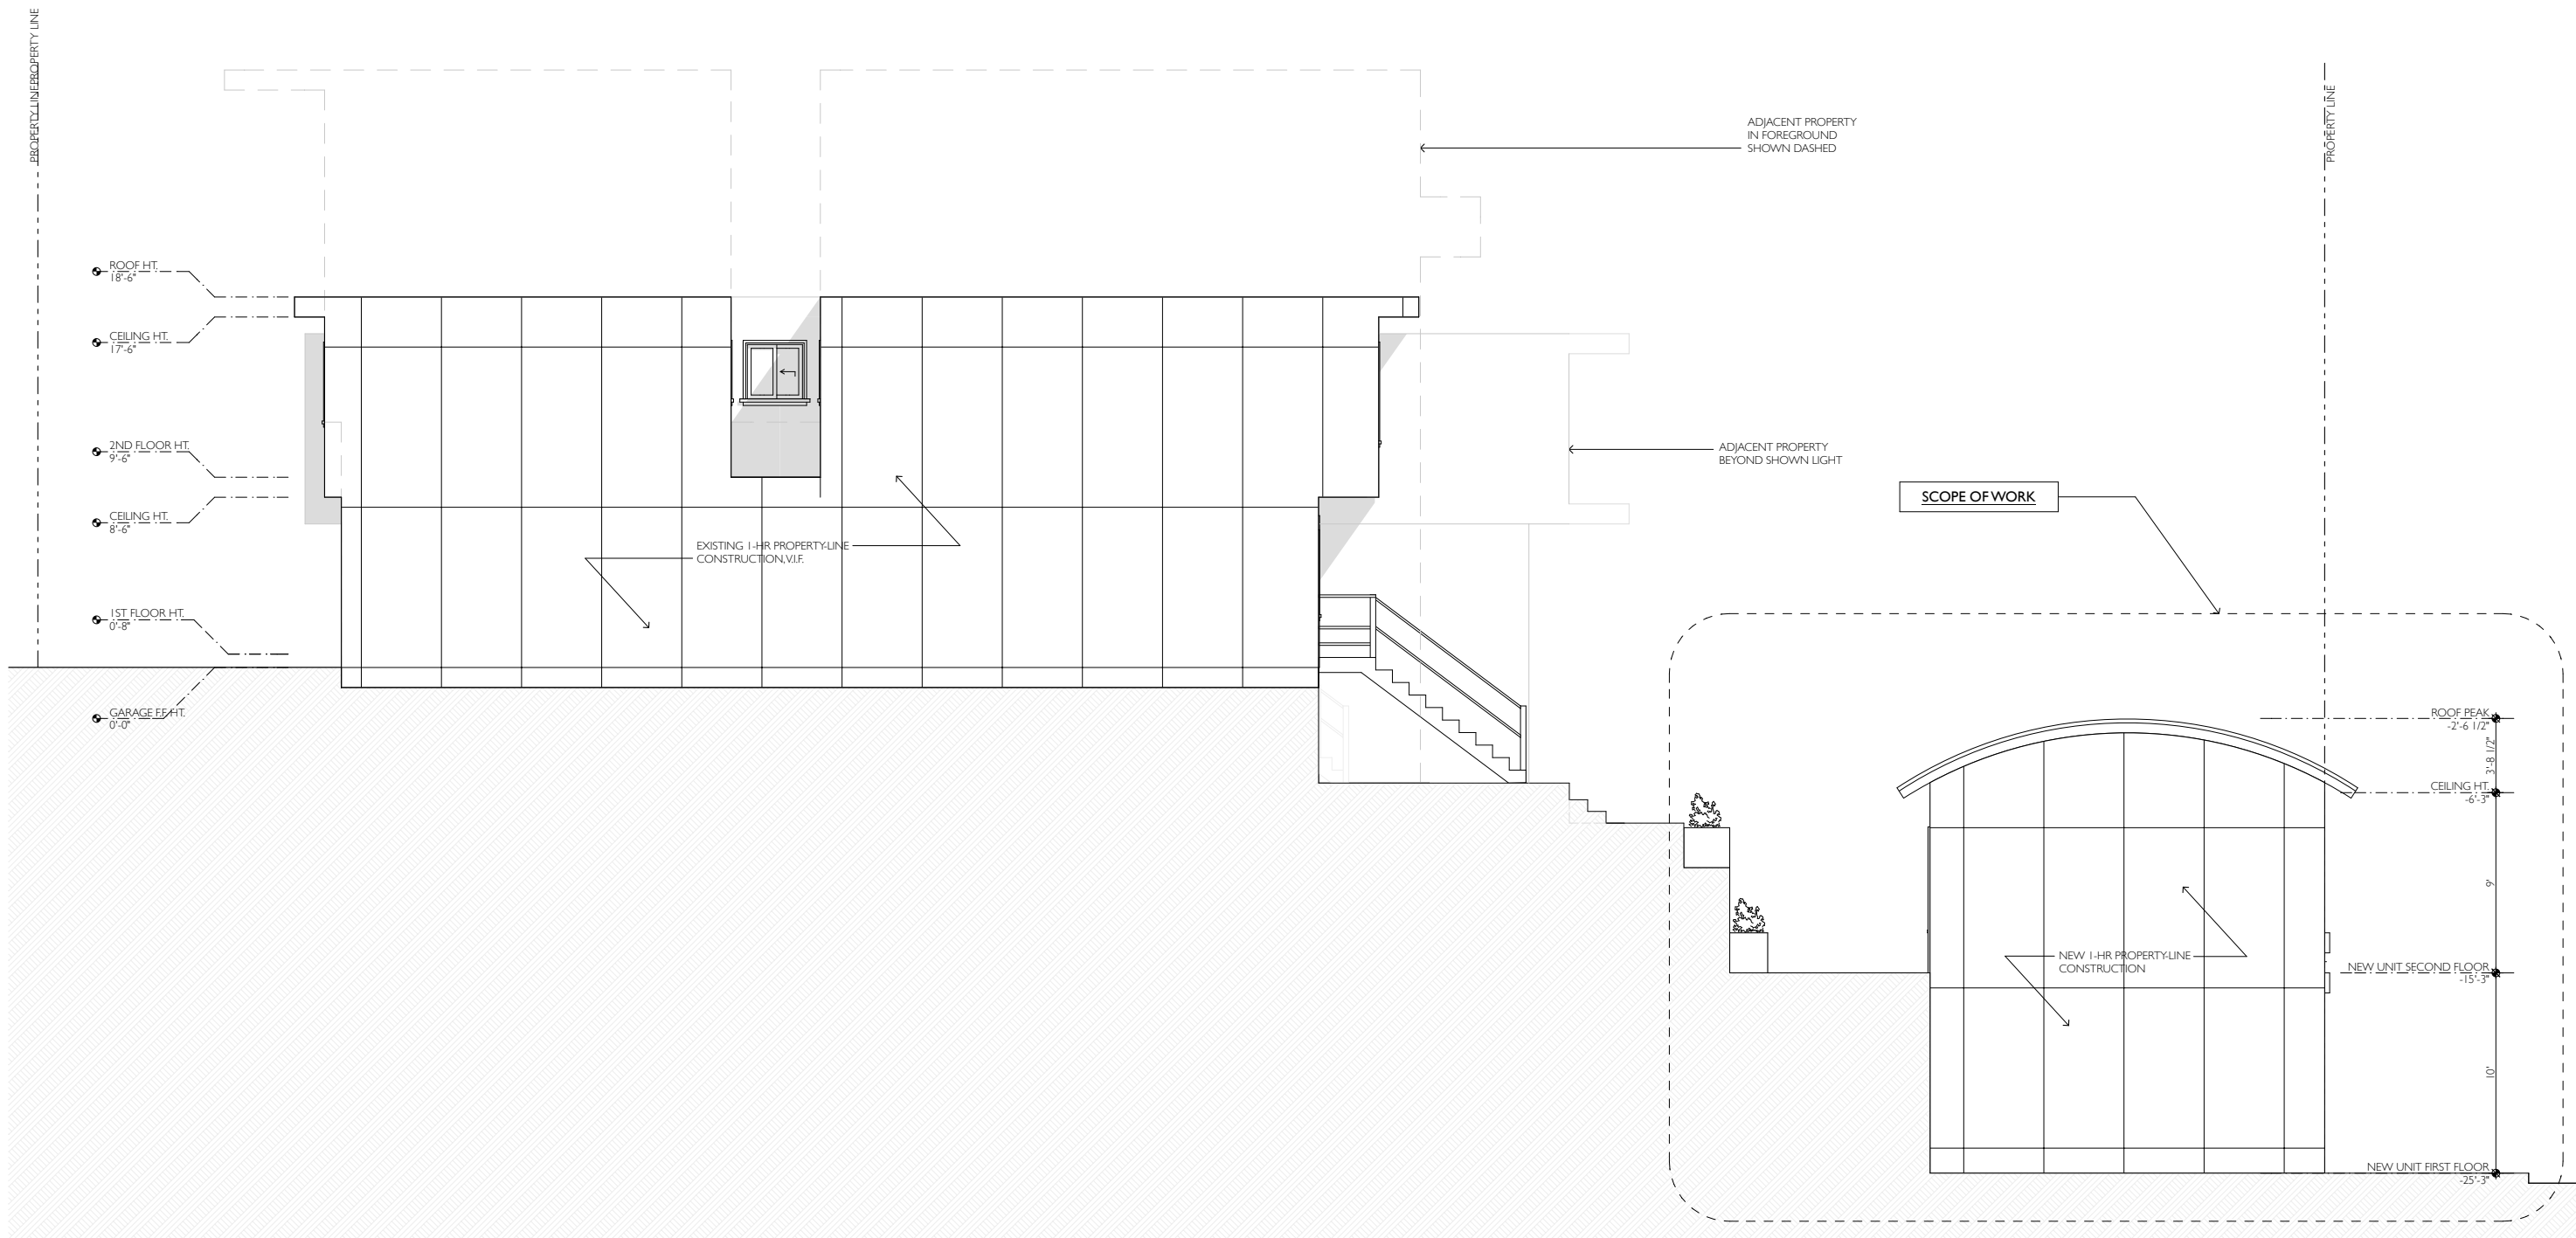 PROPERTY LINE
PROPERTY LINE
PROPERTY LINE
ADJACENT PROPERTY
IN FOREGROUND
SHOWN DASHED
ROOF HT.
18'-6"
CEILING HT.
17'-6"
2ND FLOOR HT.
9'-6"
CEILING HT.
8'-6"
1ST FLOOR HT.
0'-8"
GARAGE F.F. HT.
0'-0"
ADJACENT PROPERTY
BEYOND SHOWN LIGHT
SCOPE OF WORK
EXISTING 1-HR PROPERTY-LINE
CONSTRUCTION, V.I.F.
ROOF PEAK
-2'-6 1/2"
3'-8 1/2"
CEILING HT.
-6'-3"
9'
NEW 1-HR PROPERTY-LINE
CONSTRUCTION
NEW UNIT SECOND FLOOR
-15'-3"
10'
NEW UNIT FIRST FLOOR
-25'-3"